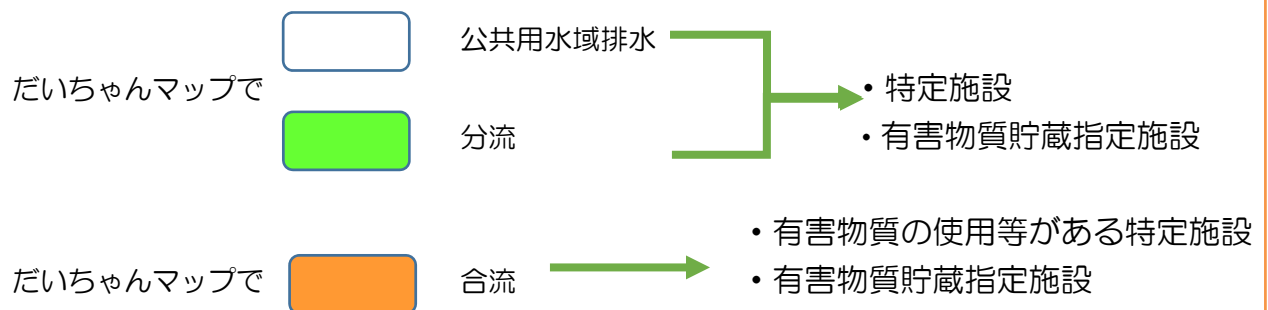 公共用水域排水
だいちゃんマップで
・特定施設
分流
・有害物質貯蔵指定施設
・有害物質の使用等がある特定施設
だいちゃんマップで
合流
・有害物質貯蔵指定施設